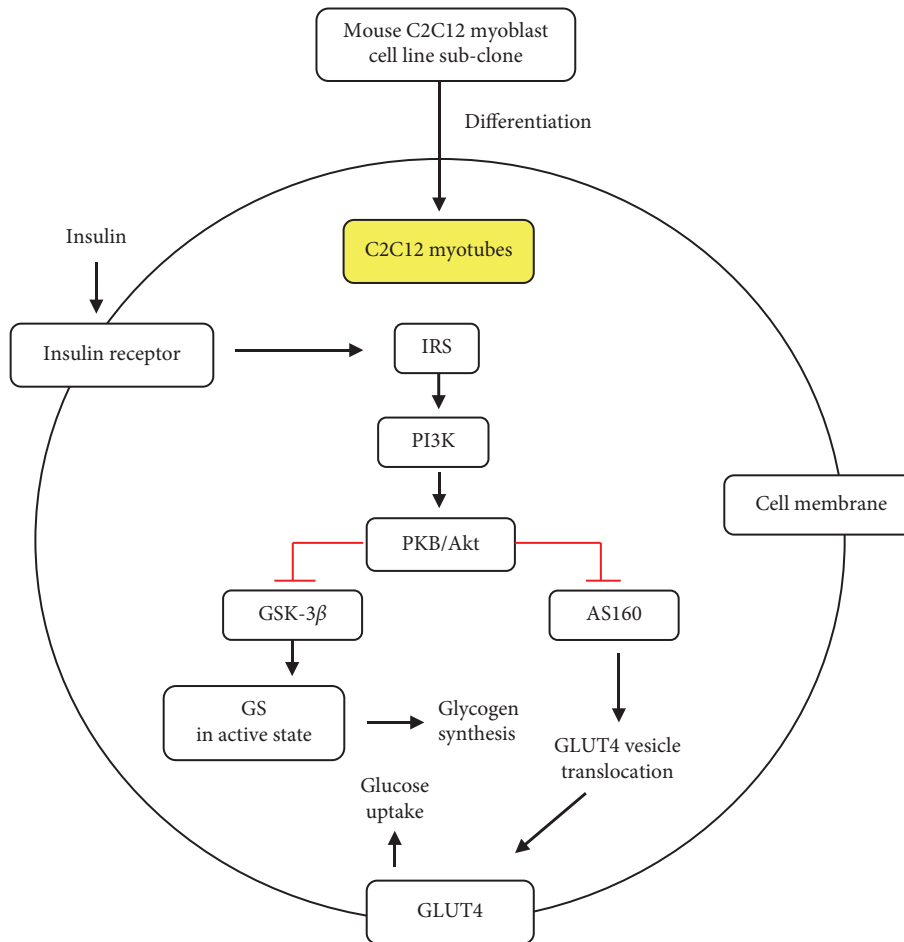 Mouse C2C12 myoblast
cell line sub-clone
Differentiation
C2C12 myotubes
Insulin
Insulin receptor
IRS
PI3K
Cell membrane
PKB/Akt
GSK-3β
AS160
GS
in active state
Glycogen
synthesis
GLUT4 vesicle
translocation
Glucose
uptake
GLUT4